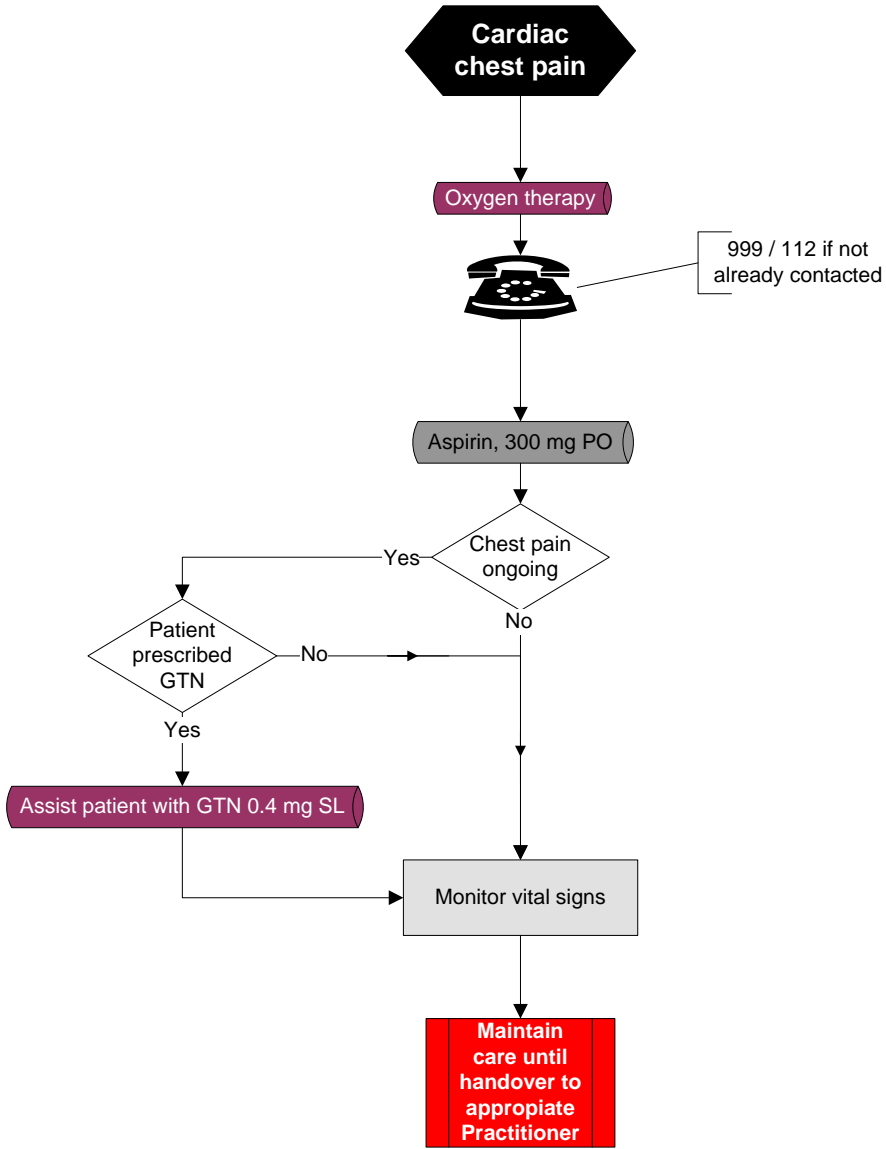 Cardiac
chest pain
Oxygen therapy
999 / 112 if not
already contacted
Aspirin, 300 mg PO
Chest pain
ongoing
Yes
No
Patient
prescribed
GTN
No
Yes
Assist patient with GTN 0.4 mg SL
Monitor vital signs
Maintain
care until
handover to
appropiate
Practitioner